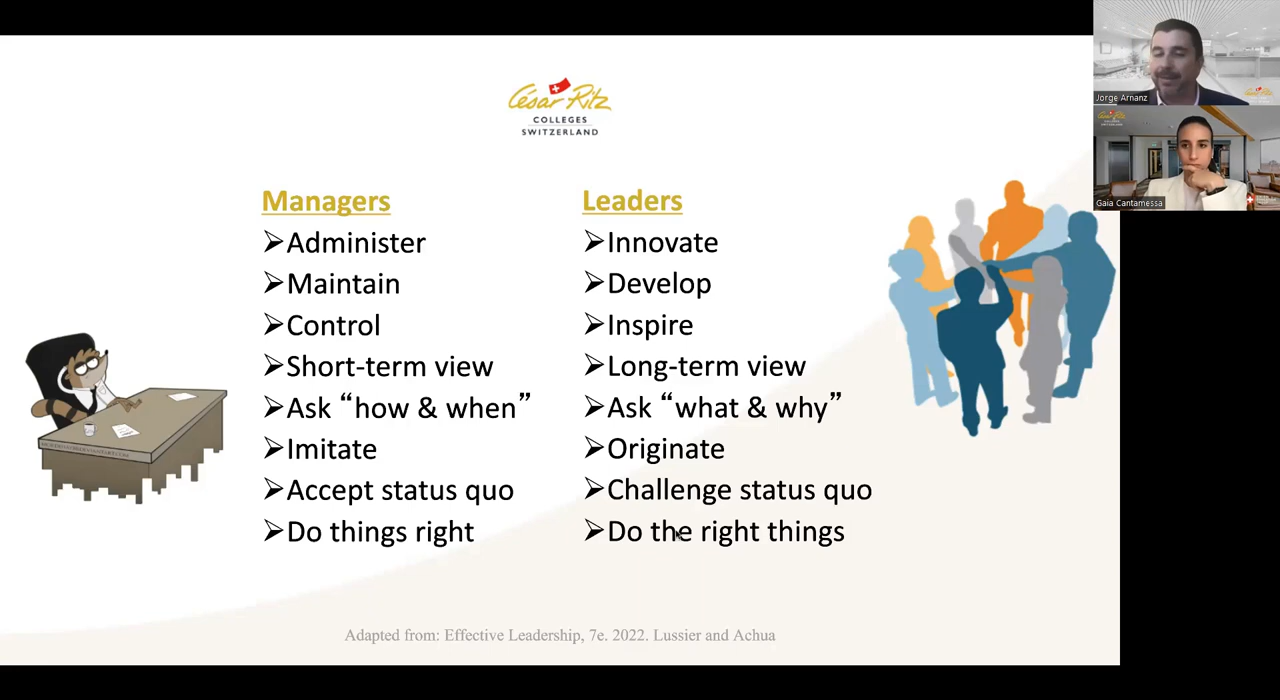 César Ritz
COLLEGES
SWITZERLAND
Managers
Administer
Maintain
Control
Short-term view
Ask “how & when”
Imitate
Accept status quo
Do things right
Leaders
Innovate
Develop
Inspire
Long-term view
Ask “what & why”
Originate
Challenge status quo
Do the right things
Adapted from: Effective Leadership, 7e. 2022. Lussier and Achua
Jorge Arnanz
Gaia Cantamessa